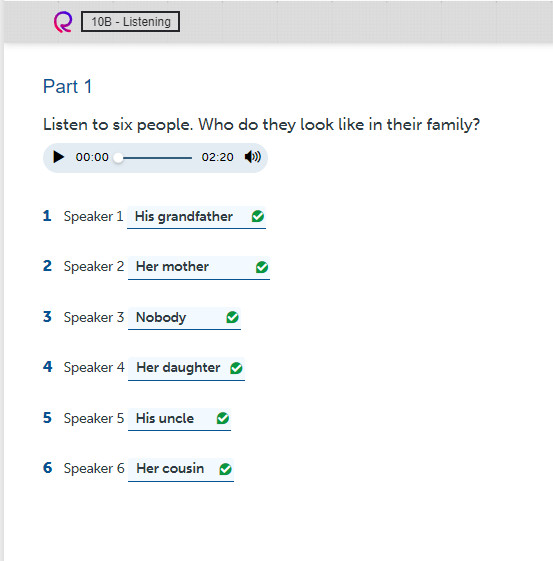 10B - Listening
Part 1
Listen to six people. Who do they look like in their family?
00:00 02:20
1 Speaker 1 His grandfather
2 Speaker 2 Her mother
3 Speaker 3 Nobody
4 Speaker 4 Her daughter
5 Speaker 5 His uncle
6 Speaker 6 Her cousin